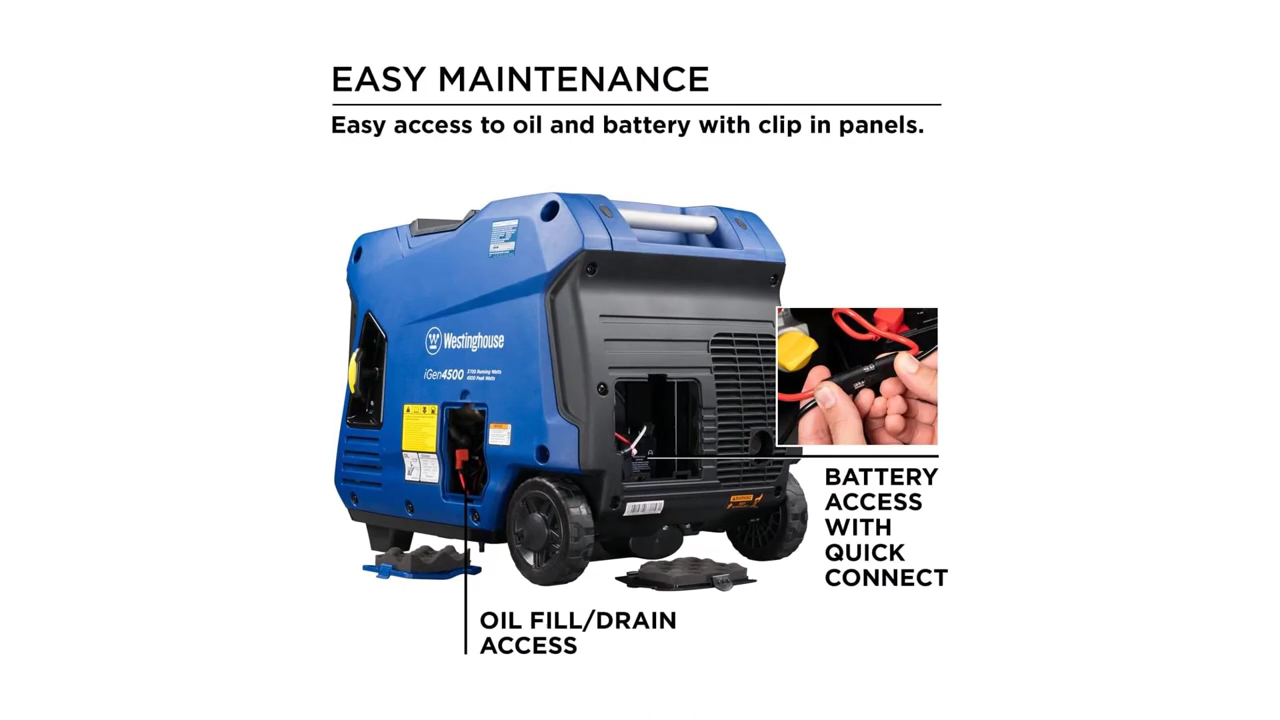 EASY MAINTENANCE
Easy access to oil and battery with clip in panels.
Westinghouse
iGen4500
3700 Running Watts
4500 Peak Watts
BATTERY
ACCESS
WITH
QUICK
CONNECT
OIL FILL/DRAIN
ACCESS